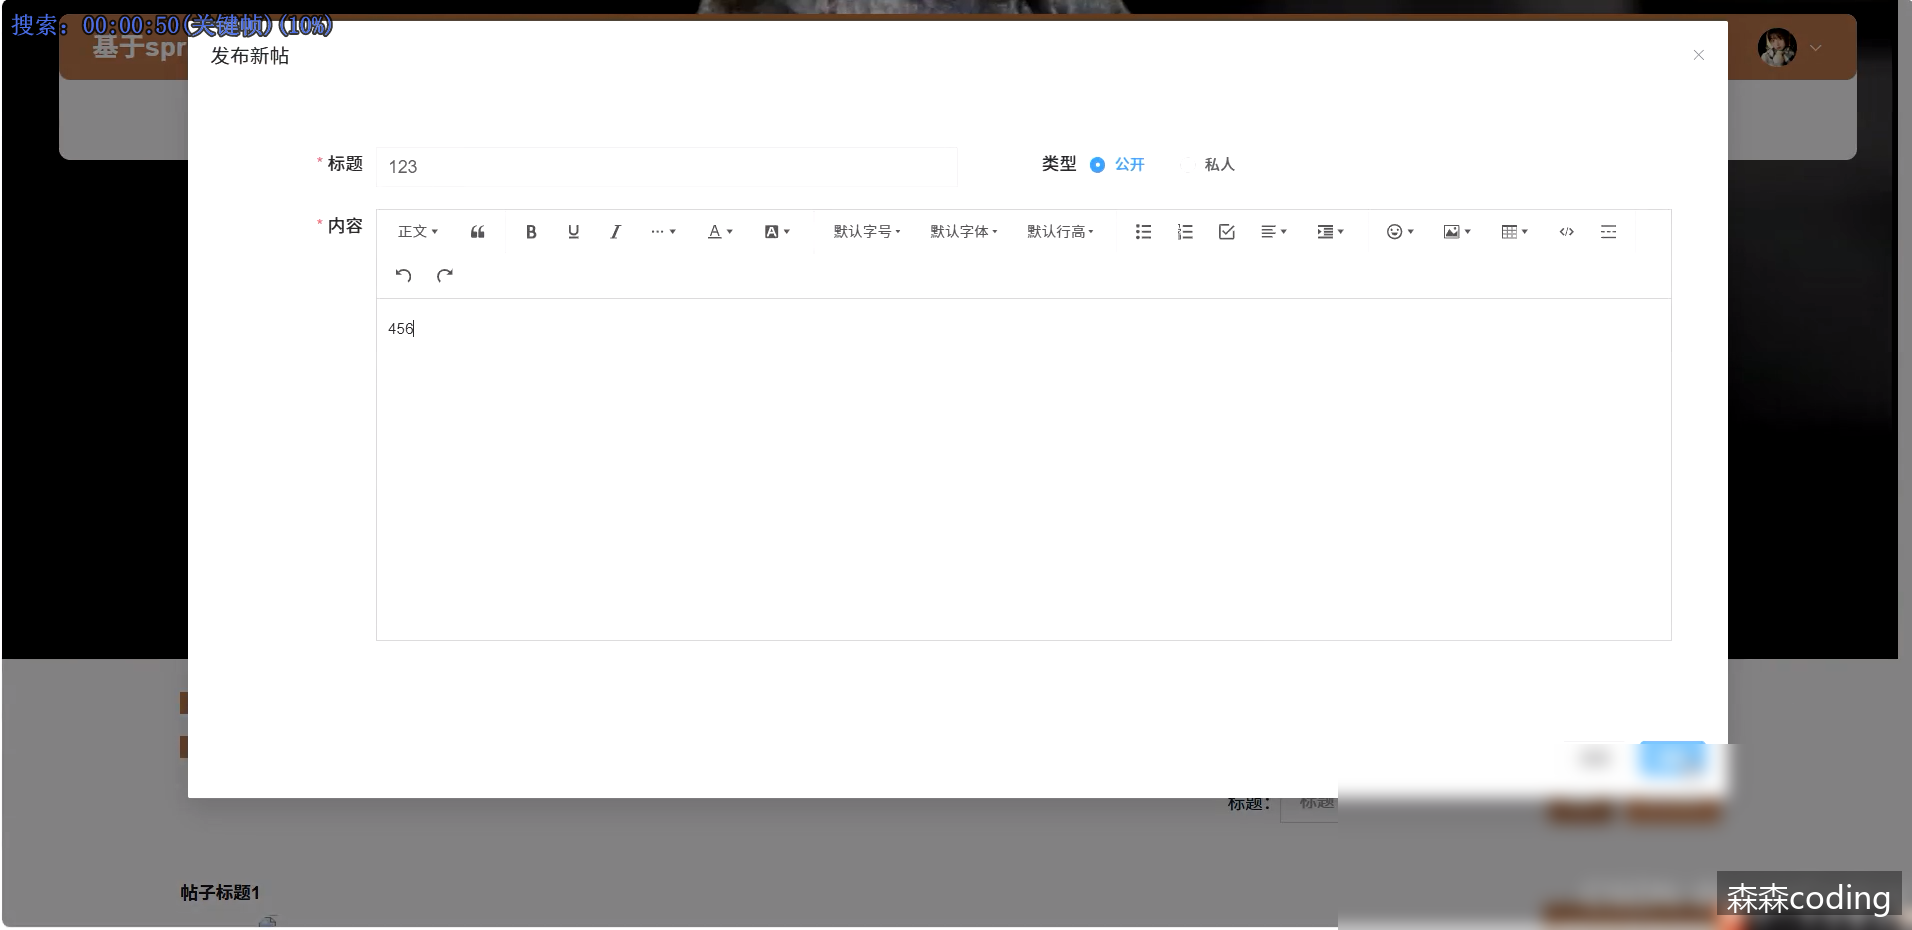 搜索: 00:00:50(关键帧)(10%)
基于spr
发布新帖
* 标题
123
类型
公开
私人
* 内容
正文
默认字号
默认字体
默认行高
456
标题：
标题
帖子标题1
森森coding